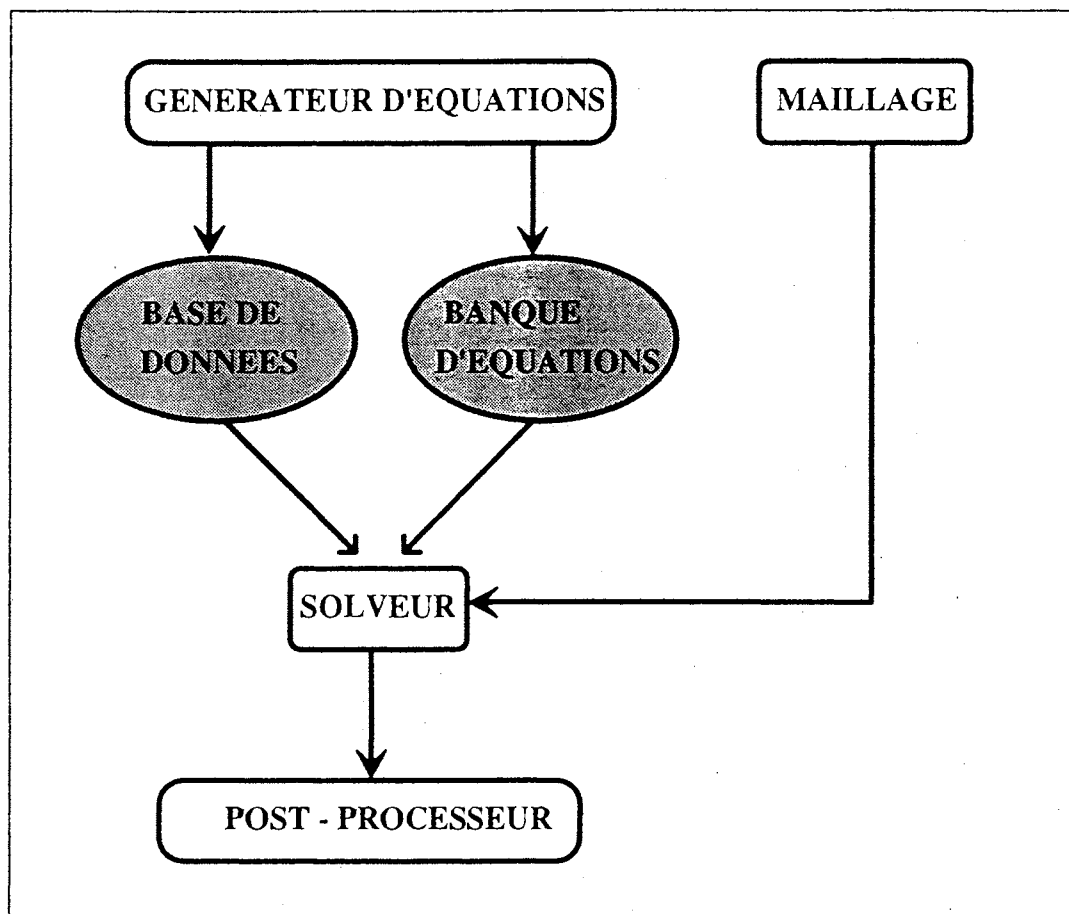 GENERATEUR D'EQUATIONS
MAILLAGE
BASE DE
DONNEES
BANQUE
D'EQUATIONS
SOLVEUR
POST - PROCESSEUR